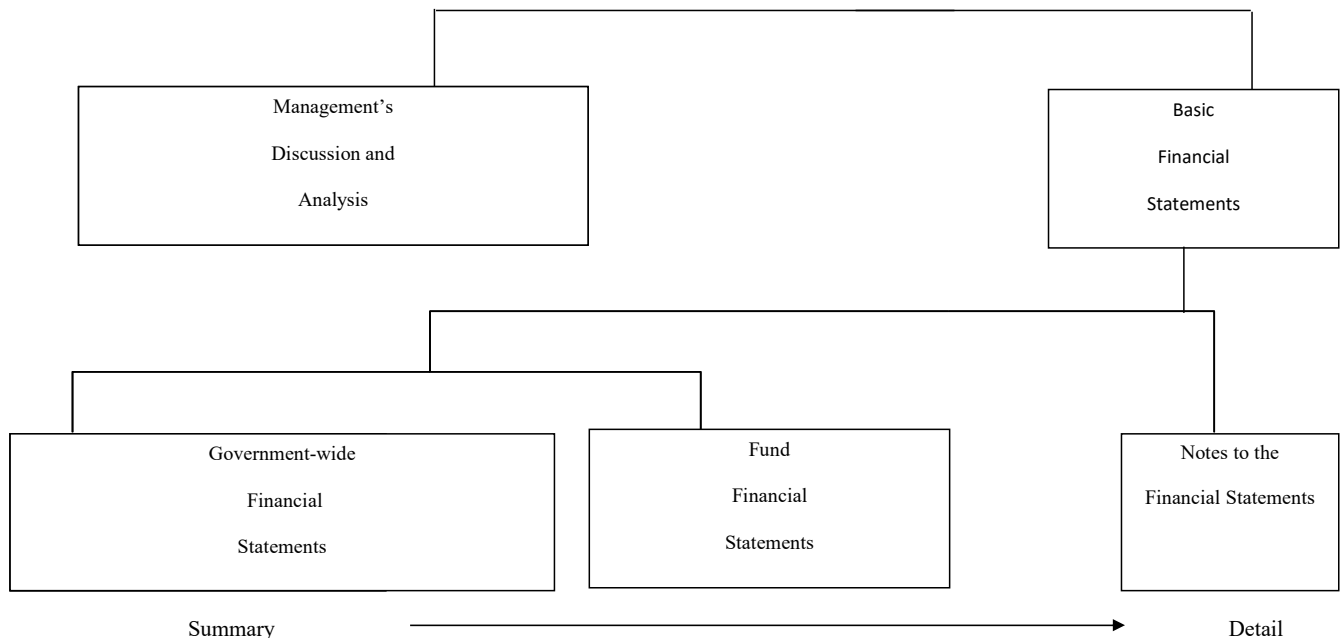 Management’s
Discussion and
Analysis
Basic
Financial
Statements
Government-wide
Financial
Statements
Fund
Financial
Statements
Notes to the
Financial Statements
Summary
Detail